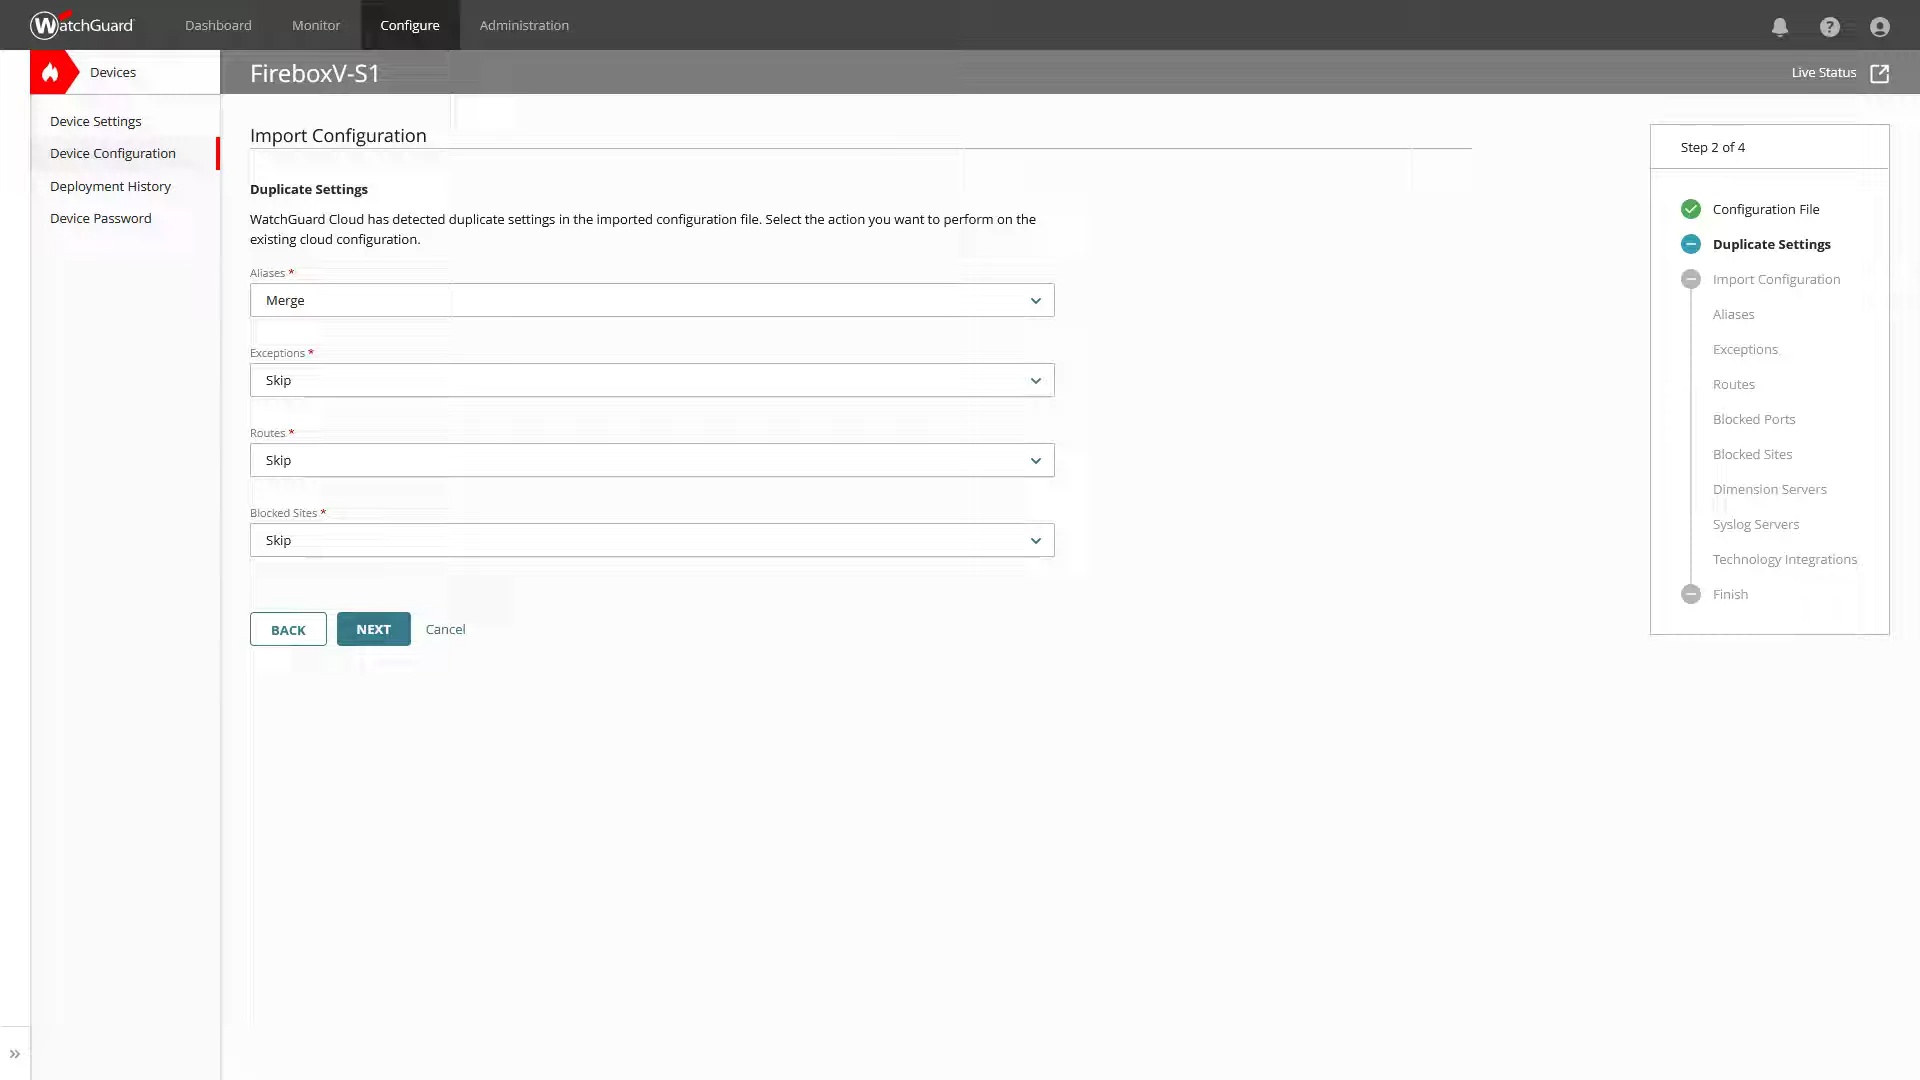 WatchGuard
Dashboard
Monitor
Configure
Administration
Devices
FireboxV-S1
Live Status
Device Settings
Device Configuration
Deployment History
Device Password
Import Configuration
Duplicate Settings
WatchGuard Cloud has detected duplicate settings in the imported configuration file. Select the action you want to perform on the
existing cloud configuration.
Aliases *
Merge
Exceptions *
Skip
Routes *
Skip
Blocked Sites *
Skip
BACK
NEXT
Cancel
Step 2 of 4
Configuration File
Duplicate Settings
Import Configuration
Aliases
Exceptions
Routes
Blocked Ports
Blocked Sites
Dimension Servers
Syslog Servers
Technology Integrations
Finish